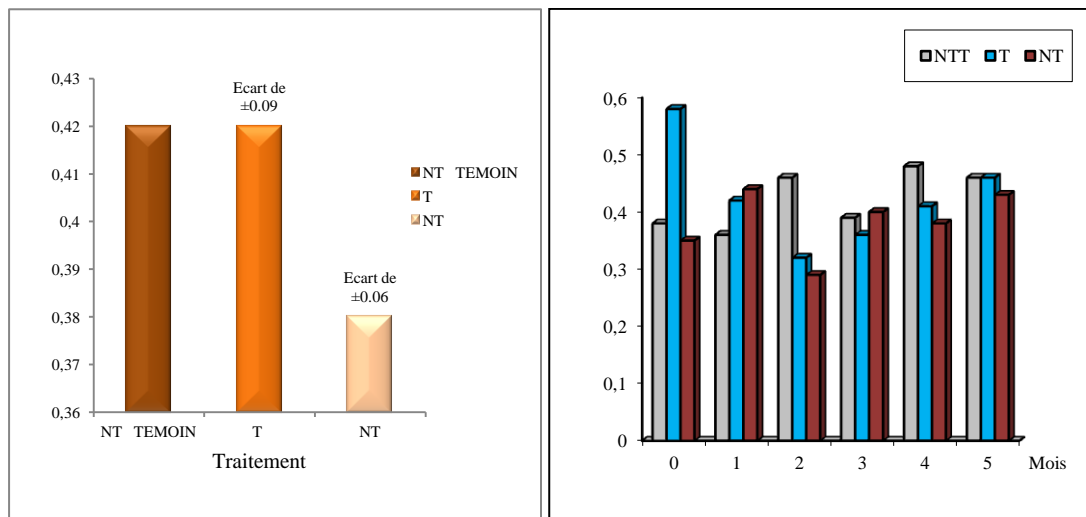 0,43
0,42
0,41
0,4
0,39
0,38
0,37
0,36
Ecart de
±0.09
Ecart de
±0.06
NT TEMOIN
T
NT
NT TEMOIN T NT
Traitement
NTT T NT
0,6
0,5
0,4
0,3
0,2
0,1
0
0 1 2 3 4 5 Mois